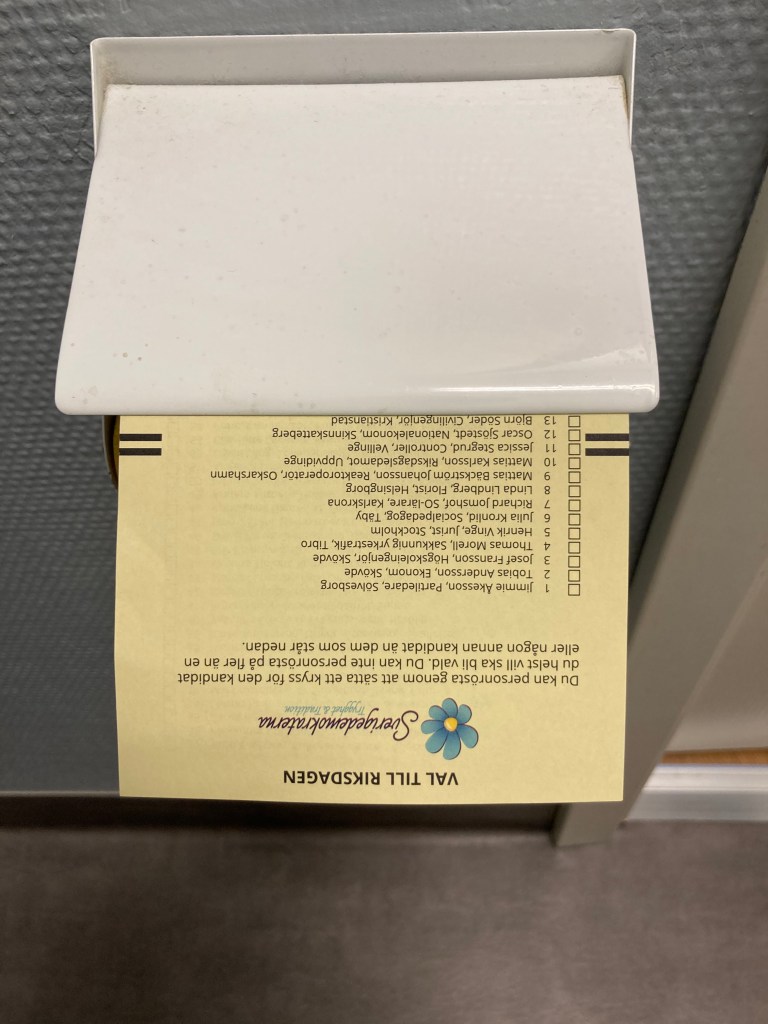 VAL TILL RIKSDAGEN
Sverigedemokraterna
Trygghet & Tradition
Du kan personrösta genom att sätta ett kryss för den kandidat
du helst vill ska bli vald. Du kan inte personrösta på fler än en
eller någon annan kandidat än dem som står nedan.
1 Jimmie Åkesson, Partiledare, Sölvesborg
2 Tobias Andersson, Ekonom, Skövde
3 Josef Fransson, Högskoleingenjör, Skövde
4 Thomas Morell, Sakkunnig yrkestrafik, Tibro
5 Henrik Vinge, Jurist, Stockholm
6 Julia Kronlid, Socialpedagog, Täby
7 Richard Jomshof, SO-lärare, Karlskrona
8 Linda Lindberg, Florist, Helsingborg
9 Mattias Bäckström Johansson, Reaktoroperatör, Oskarshamn
10 Mattias Karlsson, Riksdagsledamot, Uppvidinge
11 Jessica Stegrud, Controller, Vellinge
12 Oscar Sjöstedt, Nationalekonom, Skinnskatteberg
13 Björn Söder, Civilingenjör, Kristianstad